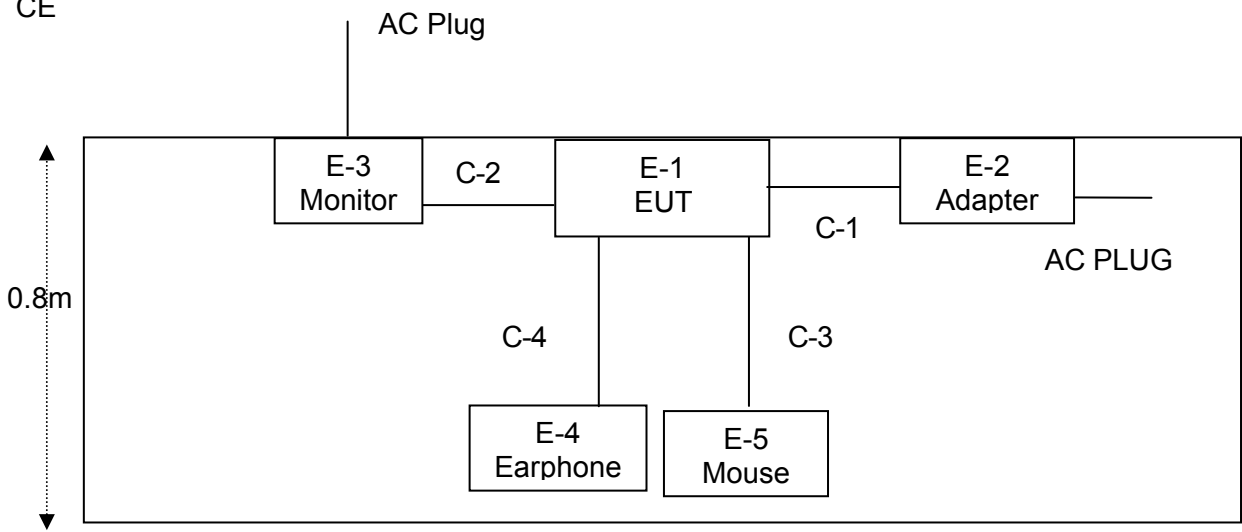 CE
AC Plug
E-3
Monitor
C-2
E-1
EUT
E-2
Adapter
C-1
AC PLUG
0.8m
C-4
C-3
E-4
Earphone
E-5
Mouse